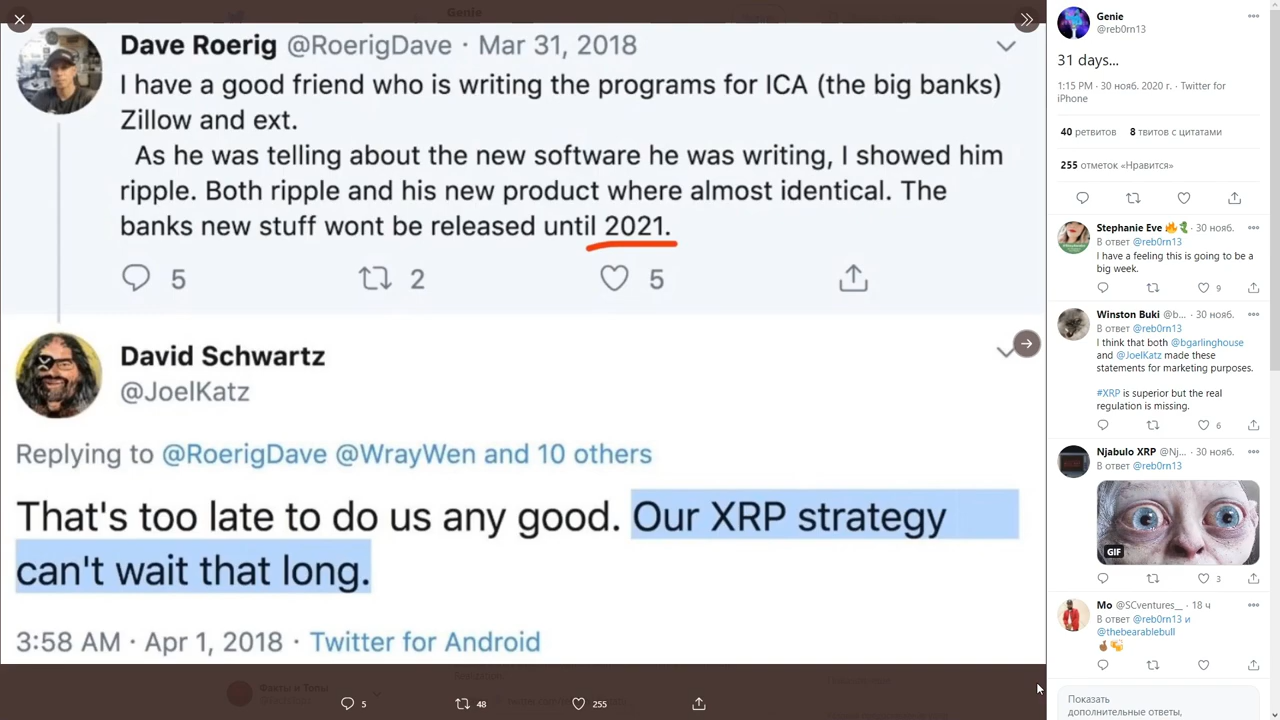 Genie
Dave Roerig @RoerigDave · Mar 31, 2018
I have a good friend who is writing the programs for ICA (the big banks)
Zillow and ext.
As he was telling about the new software he was writing, I showed him
ripple. Both ripple and his new product where almost identical. The
banks new stuff wont be released until 2021.
5
2
5
David Schwartz
@JoelKatz
Replying to @RoerigDave @WrayWen and 10 others
That's too late to do us any good. Our XRP strategy
can't wait that long.
3:58 AM · Apr 1, 2018 · Twitter for Android
Факты и Топы
5
48
255
Genie
@reb0rn13
31 days...
1:15 PM · 30 нояб. 2020 г. · Twitter for
iPhone
40 ретвитов 8 твитов с цитатами
255 отметок «Нравится»
Stephanie Eve 🔥🐉 · 30 нояб.
В ответ @reb0rn13
I have a feeling this is going to be a
big week.
9
Winston Buki @b... · 30 нояб.
В ответ @reb0rn13
I think that both @bgarlinghouse
and @JoelKatz made these
statements for marketing purposes.
#XRP is superior but the real
regulation is missing.
6
Njabulo XRP @Nj... · 30 нояб.
В ответ @reb0rn13
GIF
3
Mo @SCventures__ · 18 ч
В ответ @reb0rn13 и
@thebearablebull
Показать
дополнительные ответы,